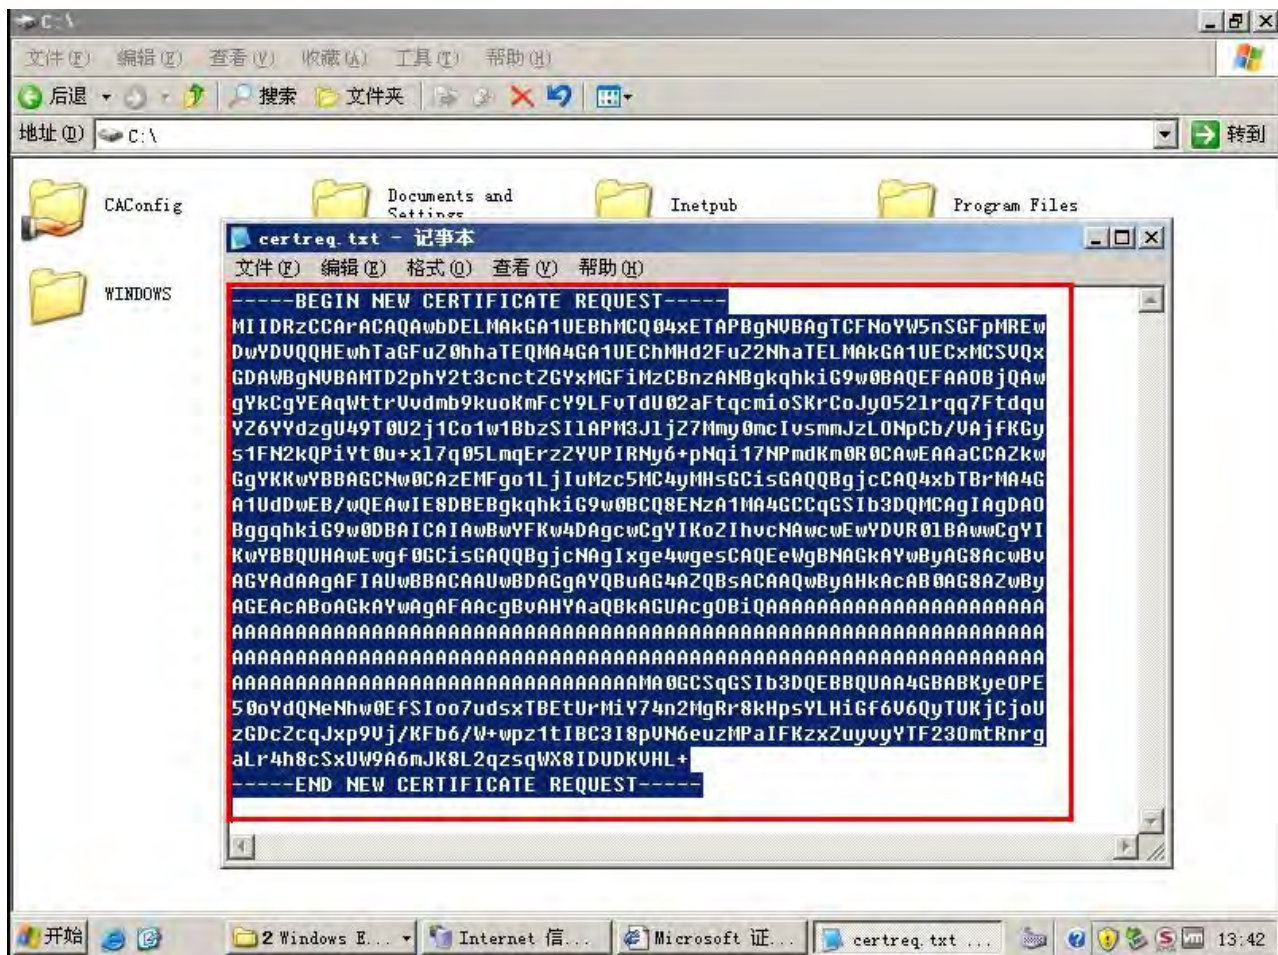 C:\
文件(F) 编辑(E) 查看(V) 收藏(A) 工具(T) 帮助(H)
后退 搜索 文件夹
地址(D) C:\ 转到
CAConfig
Documents and Settings
Inetpub
Program Files
certreq.txt - 记事本
文件(F) 编辑(E) 格式(O) 查看(V) 帮助(H)
WINDOWS
-----BEGIN NEW CERTIFICATE REQUEST-----
MIIDRzCCArACAQAwbDELMAkGA1UEBhMCQ04xETAPBgNVBAgTCFNoYW5nSGFpMREw
DwYDVQQHEwhTaGFuZ0hhaTEQMA4GA1UEChMHd2FuZ2NhaTELMAkGA1UECxMCSVQx
GDAWBgNVBAMTD2phY2t3cnctZGYxMGFiMzCBnzANBgkqhkiG9w0BAQEFAAOBjQAw
gYkCgYEAqWttrVvdmb9kuoKmFcY9LFvTdU02aFtqcmioSKrCoJyO52lrqq7Ftdqu
YZ6YYdzgU49T0U2j1Co1w1BbzSIlAPM3JljZ7Mmy0mcIvsmmJzLONpCb/VAjfKGy
s1FN2kQPiYt0u+xl7q05LmqErzZYVPIRNy6+pNqi17NPmdKm0R0CAwEAAaCCAZkw
GgYKKwYBBAGCNw0CAzEMFgo1LjIuMzc5MC4yMHsGCisGAQQBgjcCAQ4xbTBrMA4G
A1UdDwEB/wQEAwIE8DBEBgkqhkiG9w0BCQ8ENzA1MA4GCCqGSIb3DQMCAgIAgDAO
BggqhkiG9w0DBAICAIAwBwYFKw4DAgcwCgYIKoZIhvcNAwcwEwYDVR0lBAwwCgYI
KwYBBQUHAwEwgf0GCisGAQQBgjcNAgIxge4wgesCAQEeWgBNAGkAYwByAG8AcwBv
AGYAdAAgAFIAUwBBACAAUwBDAGgAYQBuAG4AZQBsACAAQwByAHkAcAB0AG8AZwBy
AGEAcABoAGkAYwAgAFAAcgBvAHYAaQBkAGUAcgOBiQAAAAAAAAAAAAAAAAAAAAAA
AAAAAAAAAAAAAAAAAAAAAAAAAAAAAAAAAAAAAAAAAAAAAAAAAAAAAAAAAAAAAAAA
AAAAAAAAAAAAAAAAAAAAAAAAAAAAAAAAAAAAAAAAAAAAAAAAAAAAAAAAAAAAAAAA
AAAAAAAAAAAAAAAAAAAAAAAAAAAAAAAAMA0GCSqGSIb3DQEBBQUAA4GBABKyeOPE
50oYdQNeNhw0EfSIoo7udsxTBEtUrMiY74n2MgRr8kHpsYLHiGf6V6QyTUKjCjoU
zGDcZcqJxp9Vj/KFb6/W+wpz1tIBC3I8pVN6euzMPaIFKzxZuyvyYTF23OmtRnrg
aLr4h8cSxUW9A6mJK8L2qzsqWX8IDUDKVHL+
-----END NEW CERTIFICATE REQUEST-----
开始 2 Windows E... Internet 信... Microsoft 证... certreq.txt ... 13:42